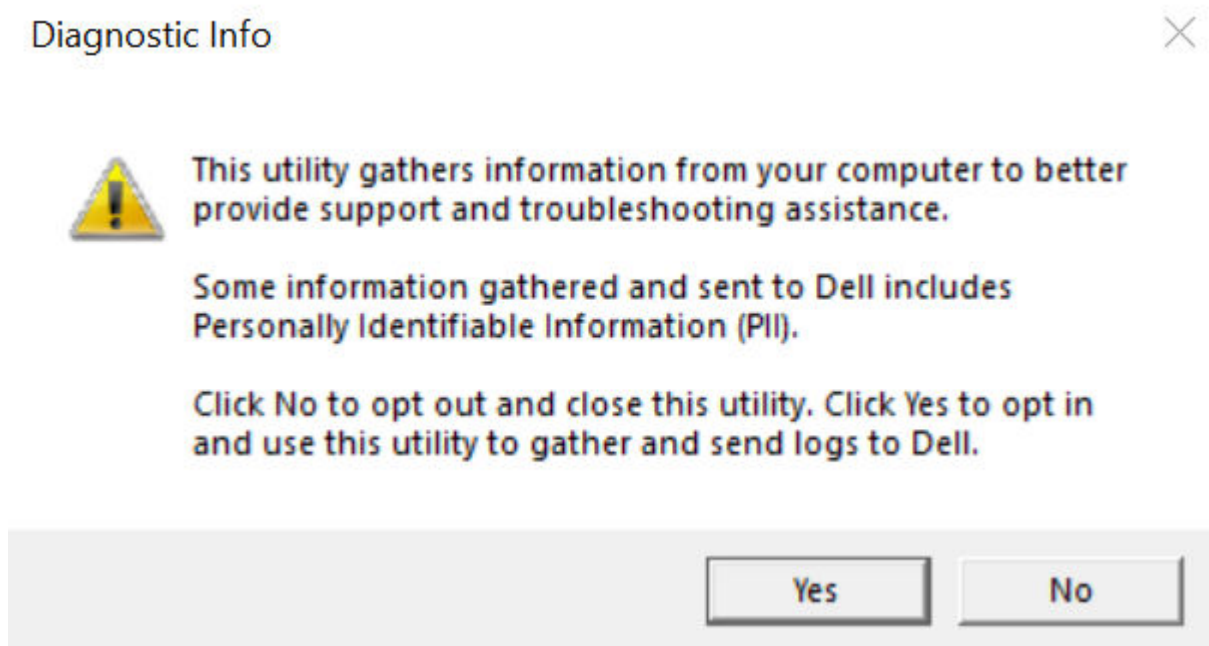 Diagnostic Info
This utility gathers information from your computer to better
provide support and troubleshooting assistance.
Some information gathered and sent to Dell includes
Personally Identifiable Information (PII).
Click No to opt out and close this utility. Click Yes to opt in
and use this utility to gather and send logs to Dell.
Yes
No